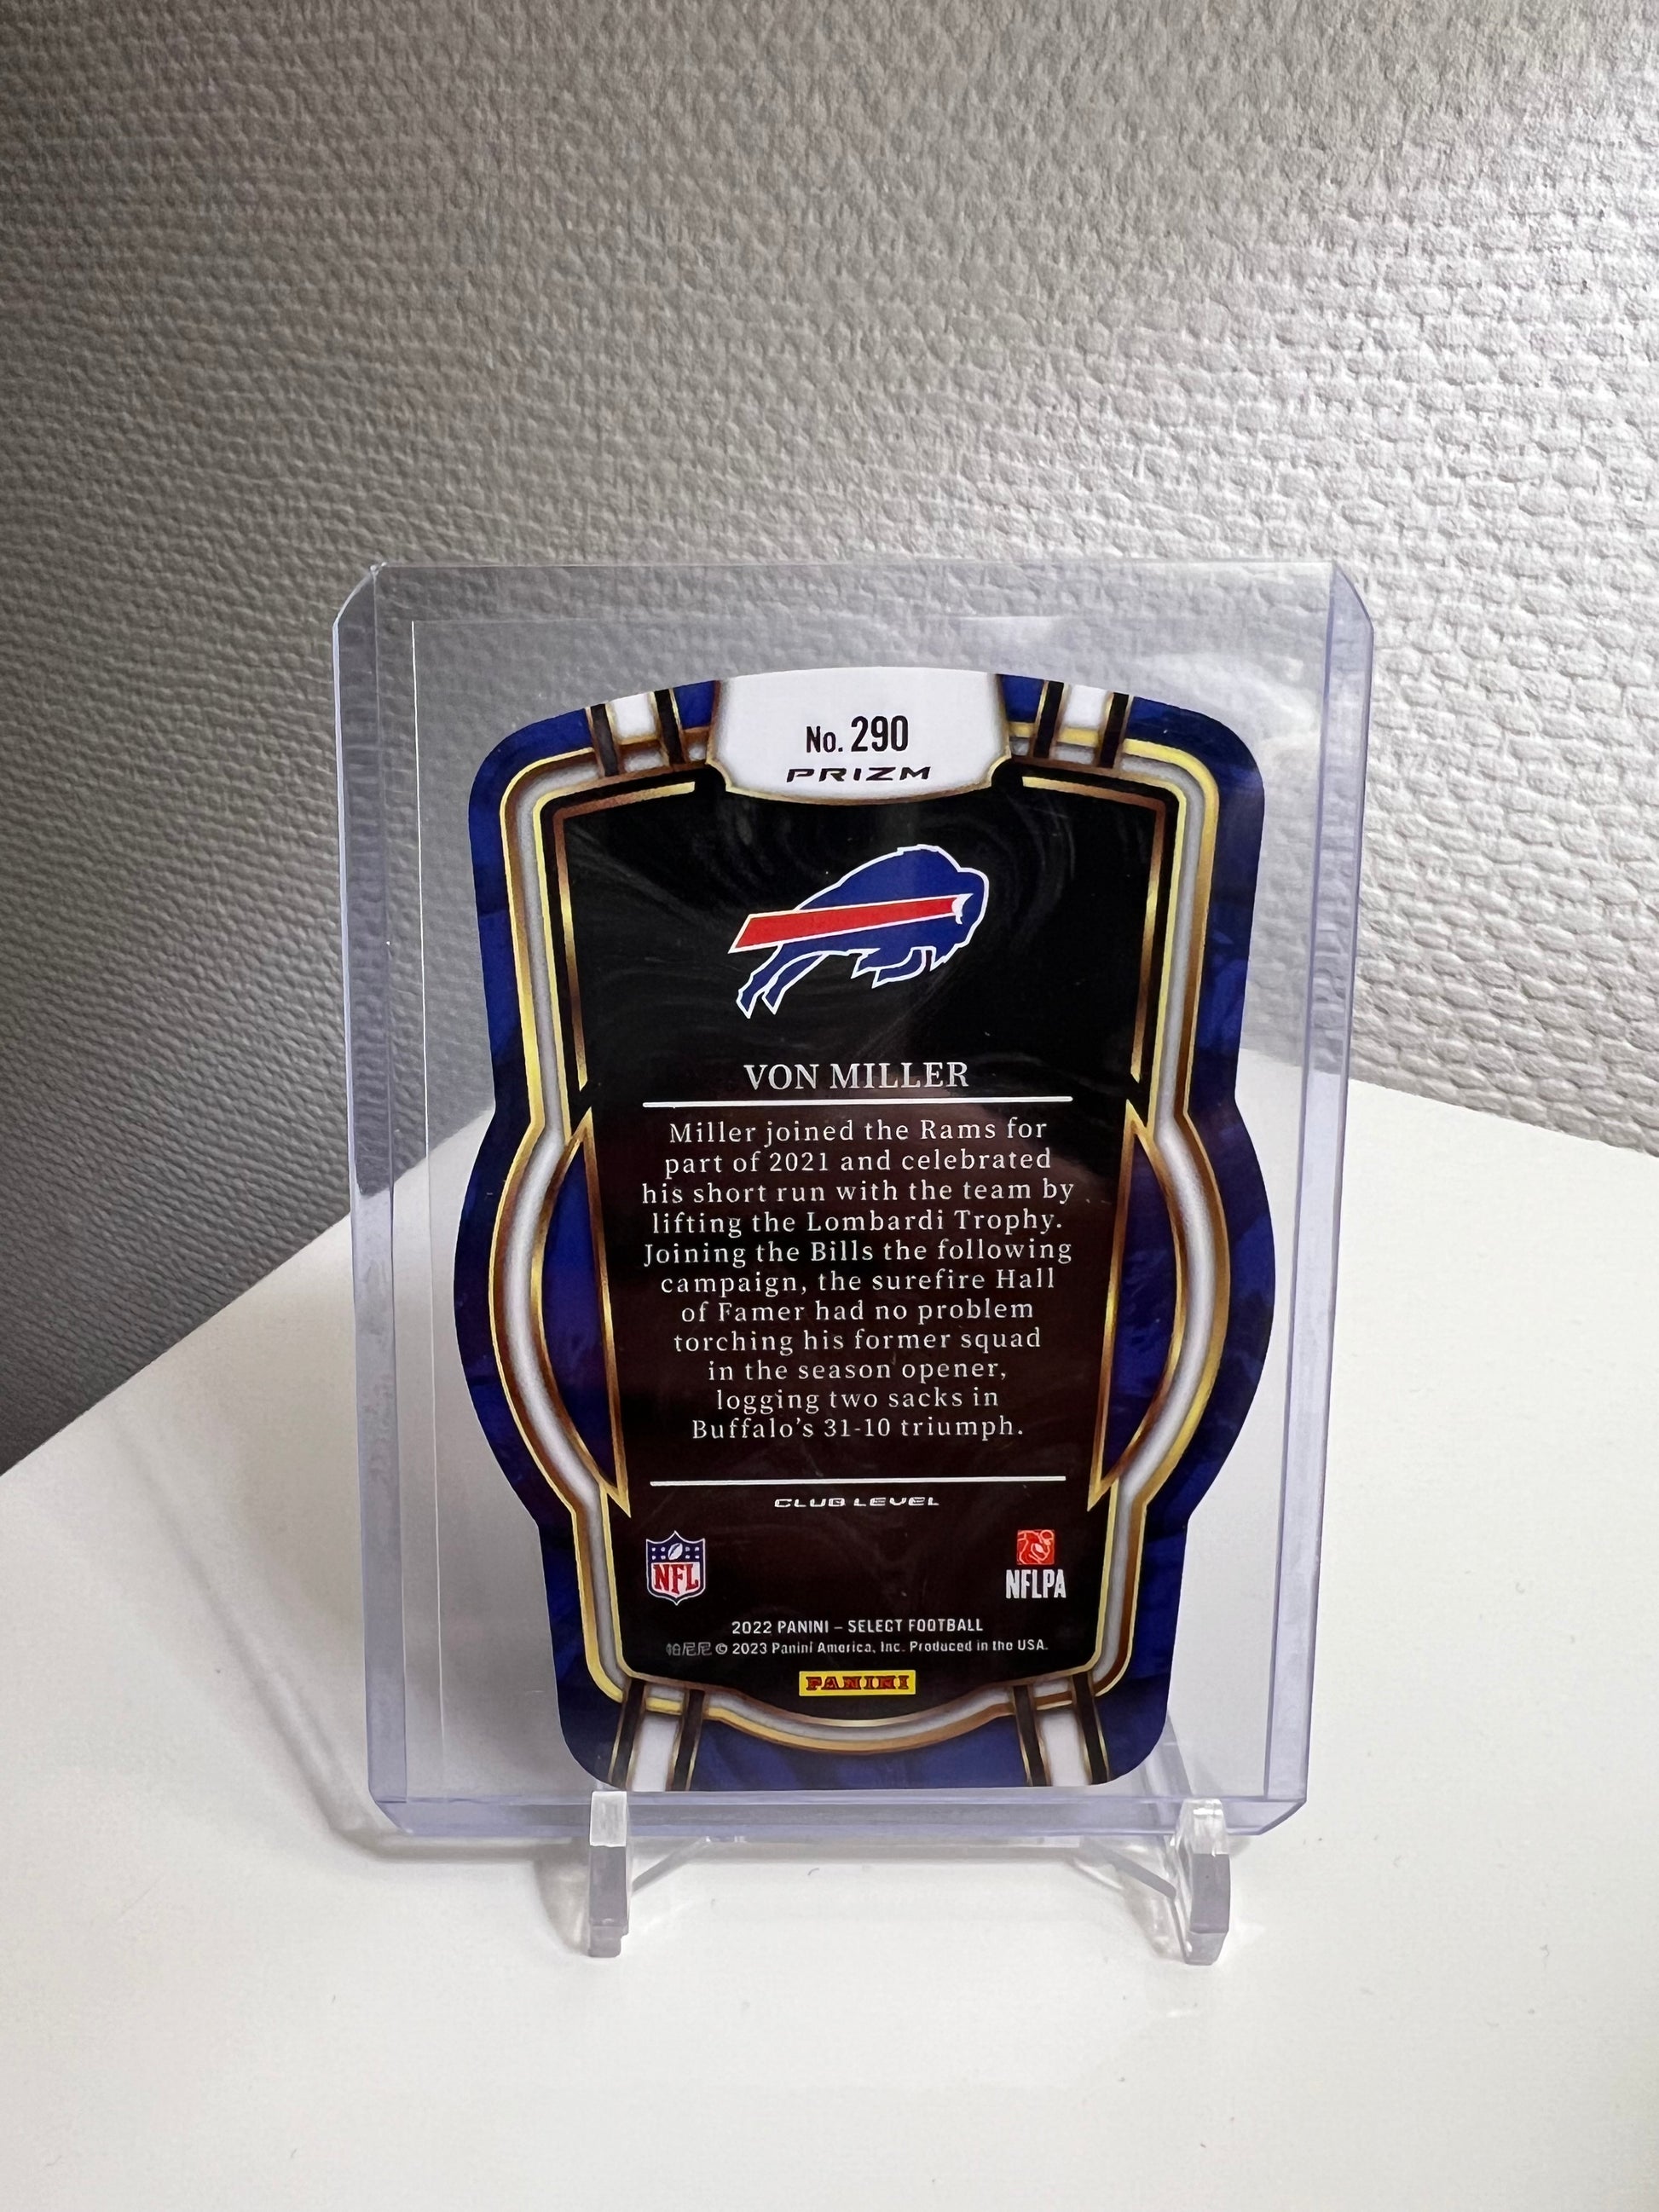 No. 290
PRIZM
VON MILLER
Miller joined the Rams for
part of 2021 and celebrated
his short run with the team by
lifting the Lombardi Trophy.
Joining the Bills the following
campaign, the surefire Hall
of Famer had no problem
torching his former squad
in the season opener,
logging two sacks in
Buffalo's 31-10 triumph.
CLUB LEVEL
NFL
NFLPA
2022 PANINI – SELECT FOOTBALL
帕尼尼 © 2023 Panini America, Inc. Produced in the USA.
PANINI